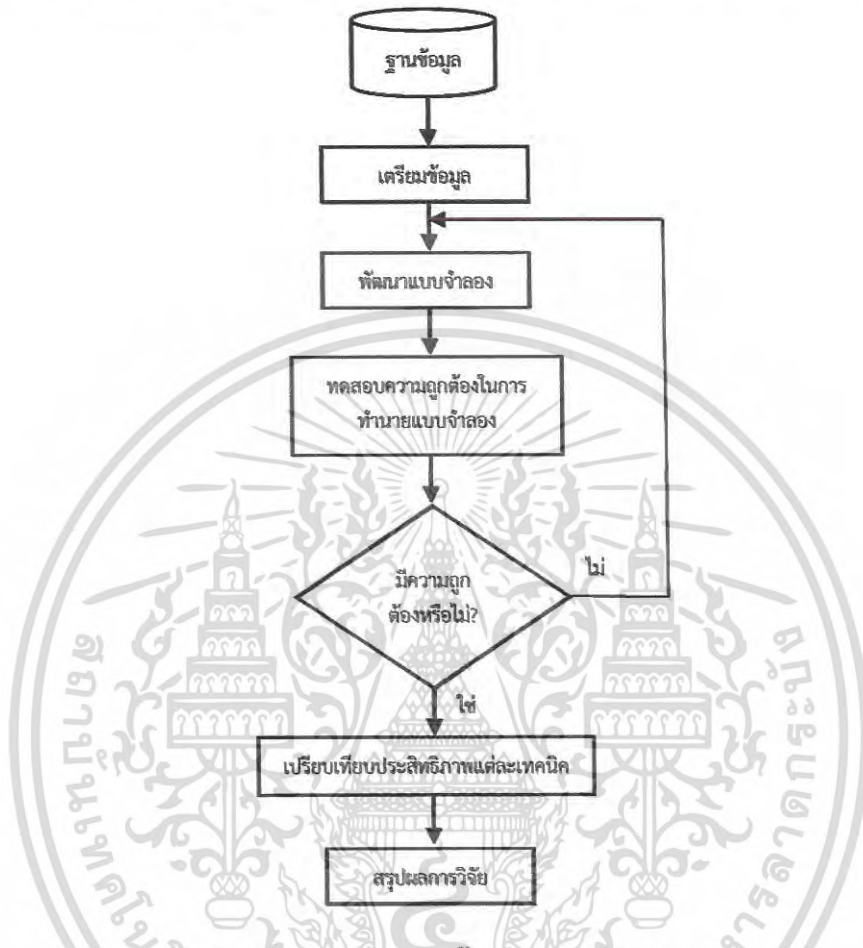 ฐานข้อมูล
เตรียมข้อมูล
พัฒนาแบบจำลอง
ทดสอบความถูกต้องในการ
ทำนายแบบจำลอง
มีความถูก
ต้องหรือไม่?
ไม่
ใช่
เปรียบเทียบประสิทธิภาพแต่ละเทคนิค
สรุปผลการวิจัย